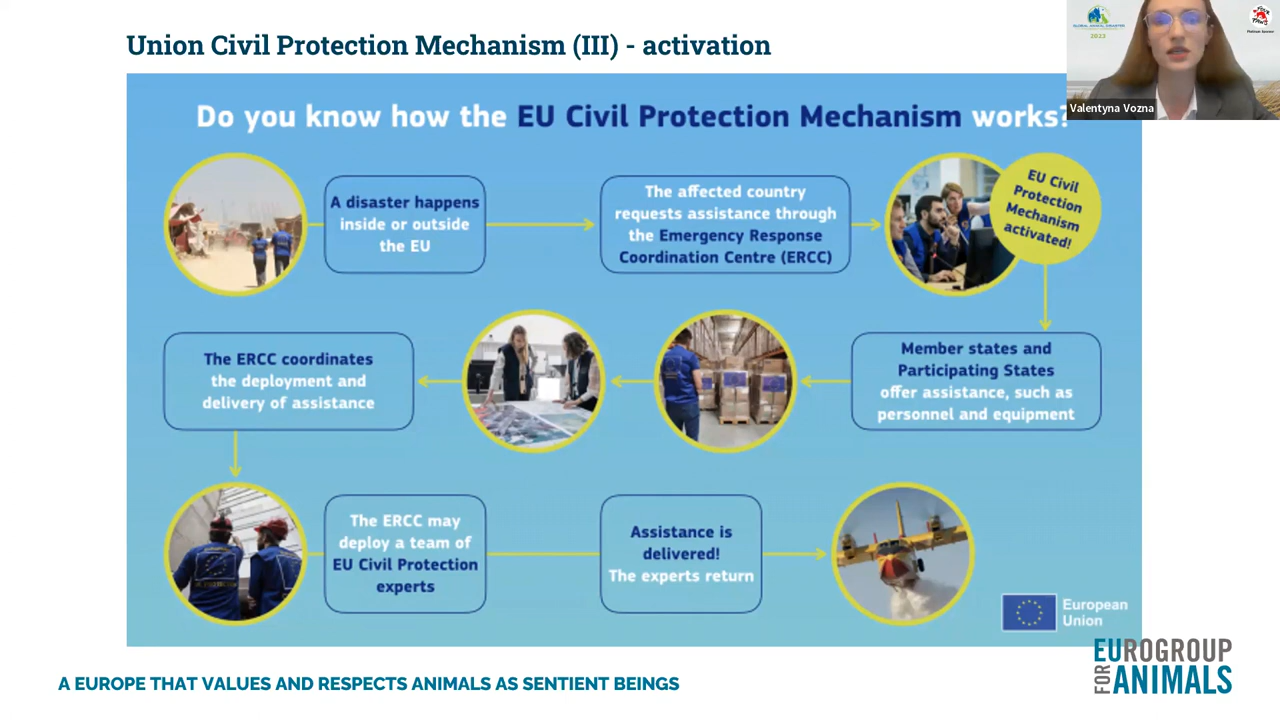 Union Civil Protection Mechanism (III) - activation
GLOBAL ANIMAL DISASTER
2023
Valentyna Vozna
Do you know how the EU Civil Protection Mechanism works?
A disaster happens
inside or outside
the EU
The affected country
requests assistance through
the Emergency Response
Coordination Centre (ERCC)
EU Civil
Protection
Mechanism
activated!
Member states and
Participating States
offer assistance, such as
personnel and equipment
The ERCC coordinates
the deployment and
delivery of assistance
The ERCC may
deploy a team of
EU Civil Protection
experts
Assistance is
delivered!
The experts return
European
Union
A EUROPE THAT VALUES AND RESPECTS ANIMALS AS SENTIENT BEINGS
EUROGROUP
FOR ANIMALS